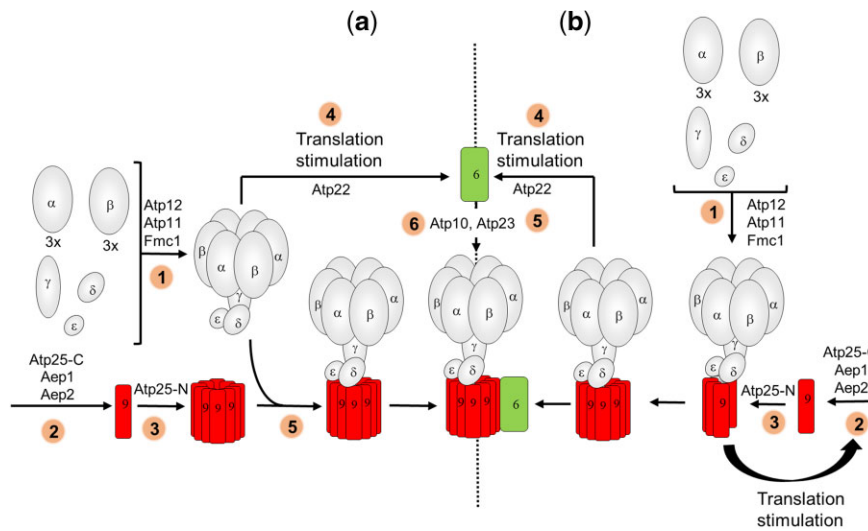 (a)
(b)
4
Translation
stimulation
Atp22
4
Translation
stimulation
Atp22
6
6
Atp10, Atp23
5
α
3x
β
3x
γ
δ
ε
Atp12
Atp11
Fmc1
1
β
α
β
α
γ
ε
δ
α
3x
β
3x
γ
δ
ε
1
Atp12
Atp11
Fmc1
Atp25-C
Aep1
Aep2
2
9
Atp25-N
3
9 9 9
5
β
α
β
α
γ
ε
δ
9 9 9
β
α
β
α
γ
ε
δ
9 9 9
6
β
α
β
α
γ
ε
δ
9 9 9
β
α
β
α
γ
ε
δ
9
Atp25-N
3
9
Aep1
Aep2
2
Translation
stimulation